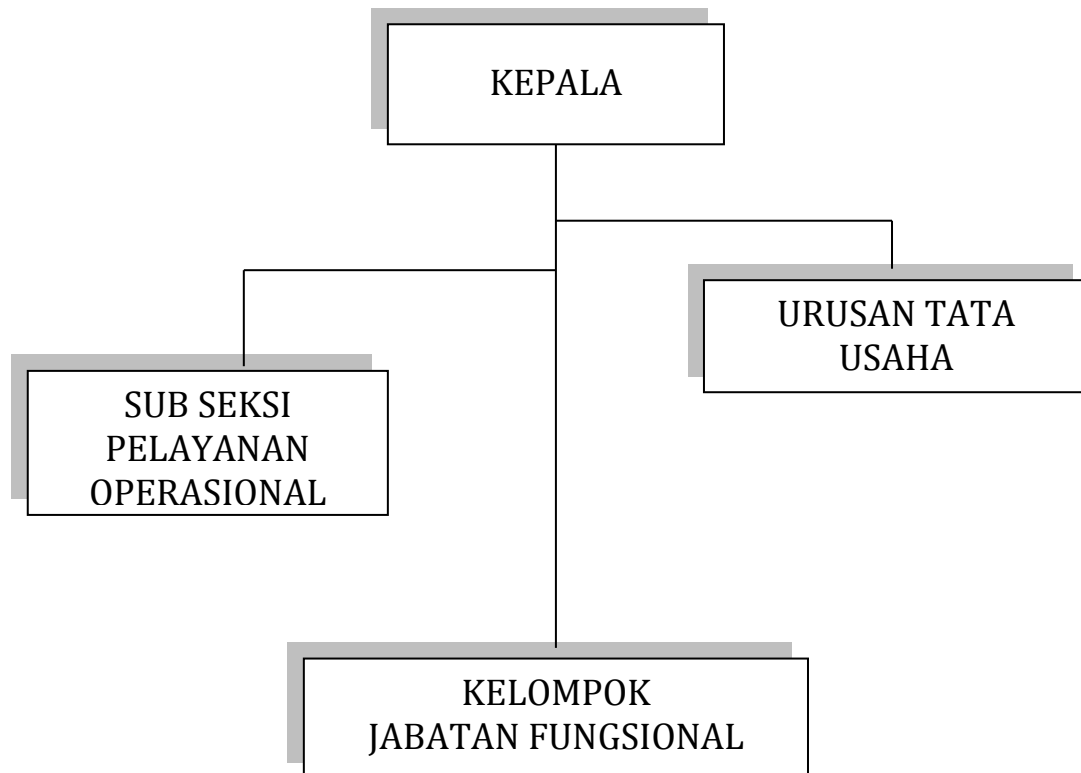 KEPALA
URUSAN TATA
USAHA
SUB SEKSI
PELAYANAN
OPERASIONAL
KELOMPOK
JABATAN FUNGSIONAL